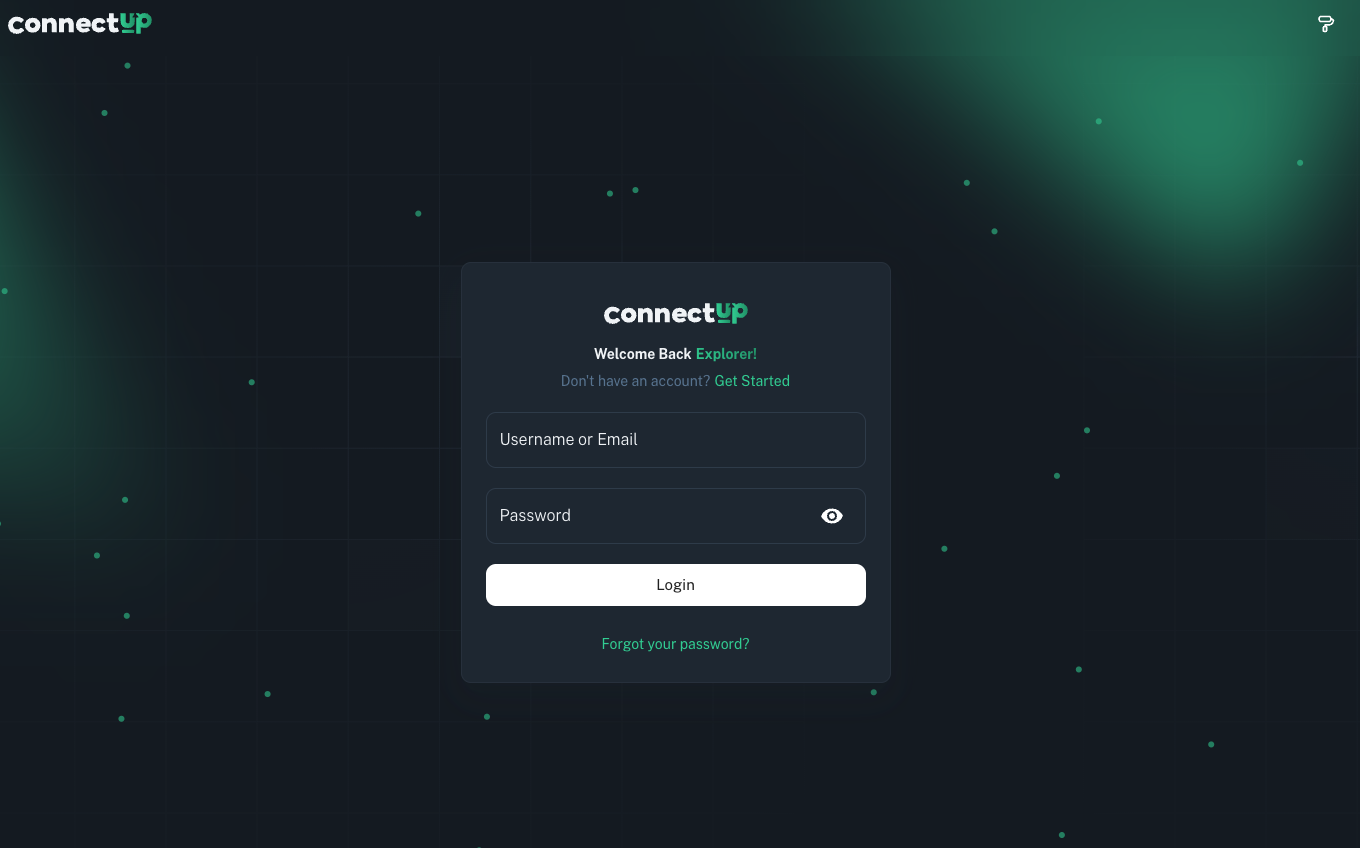 connectup
connectup
Welcome Back Explorer!
Don't have an account? Get Started
Username or Email
Password
Login
Forgot your password?